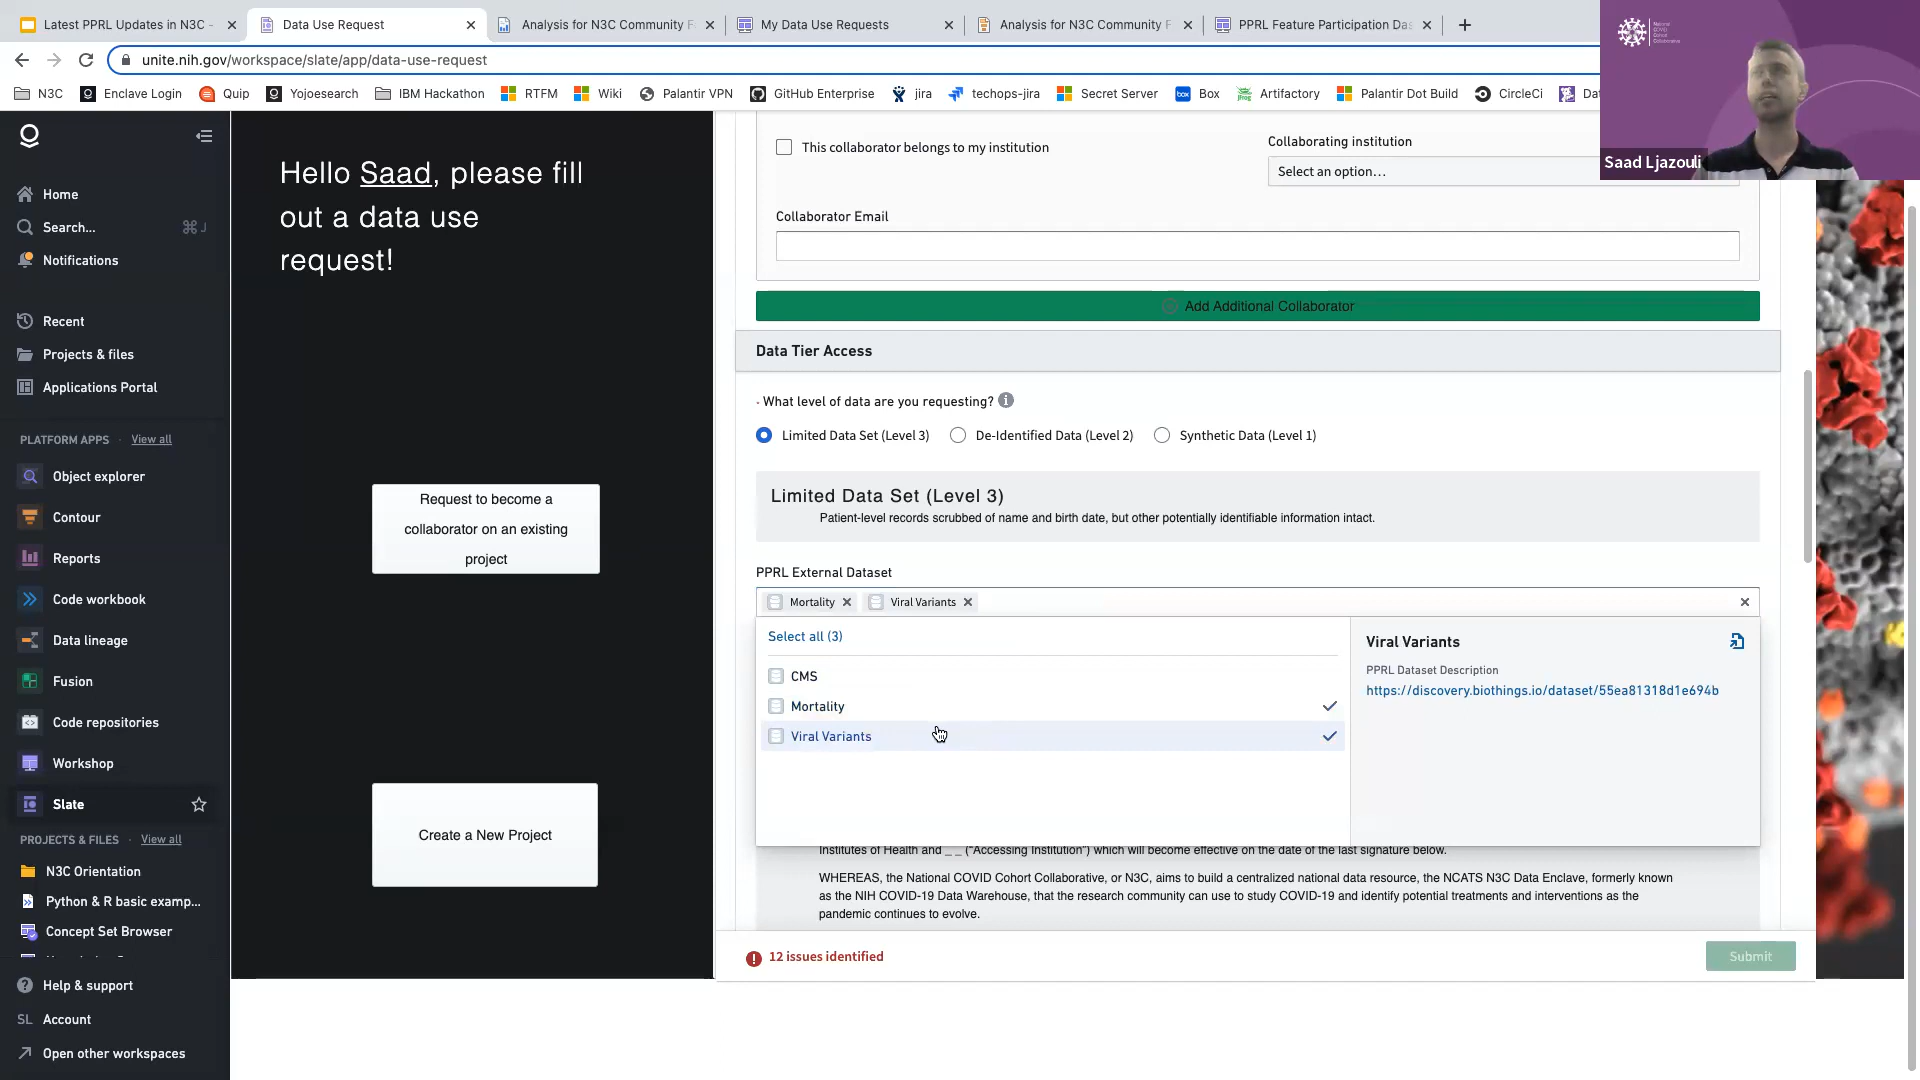 Latest PPRL Updates in N3C -
Data Use Request
Analysis for N3C Community F
My Data Use Requests
Analysis for N3C Community F
PPRL Feature Participation Das
unite.nih.gov/workspace/slate/app/data-use-request
N3C
Enclave Login
Quip
Yojoesearch
IBM Hackathon
RTFM
Wiki
Palantir VPN
GitHub Enterprise
jira
techops-jira
Secret Server
Box
Artifactory
Palantir Dot Build
CircleCi
Dat
National
COVID
Cohort
Collaborative
Saad Ljazouli
Home
Search...
⌘ J
Notifications
Recent
Projects & files
Applications Portal
PLATFORM APPS · View all
Object explorer
Contour
Reports
Code workbook
Data lineage
Fusion
Code repositories
Workshop
Slate
PROJECTS & FILES · View all
N3C Orientation
Python & R basic examp...
Concept Set Browser
Help & support
SL Account
Open other workspaces
Hello Saad, please fill
out a data use
request!
Request to become a
collaborator on an existing
project
Create a New Project
This collaborator belongs to my institution
Collaborating institution
Select an option...
Collaborator Email
Add Additional Collaborator
Data Tier Access
· What level of data are you requesting?
Limited Data Set (Level 3)
De-Identified Data (Level 2)
Synthetic Data (Level 1)
Limited Data Set (Level 3)
Patient-level records scrubbed of name and birth date, but other potentially identifiable information intact.
PPRL External Dataset
Mortality
Viral Variants
Select all (3)
CMS
Mortality
Viral Variants
Viral Variants
PPRL Dataset Description
https://discovery.biothings.io/dataset/55ea81318d1e694b
Institutes of Health and _ _ ("Accessing Institution") which will become effective on the date of the last signature below.
WHEREAS, the National COVID Cohort Collaborative, or N3C, aims to build a centralized national data resource, the NCATS N3C Data Enclave, formerly known
as the NIH COVID-19 Data Warehouse, that the research community can use to study COVID-19 and identify potential treatments and interventions as the
pandemic continues to evolve.
12 issues identified
Submit